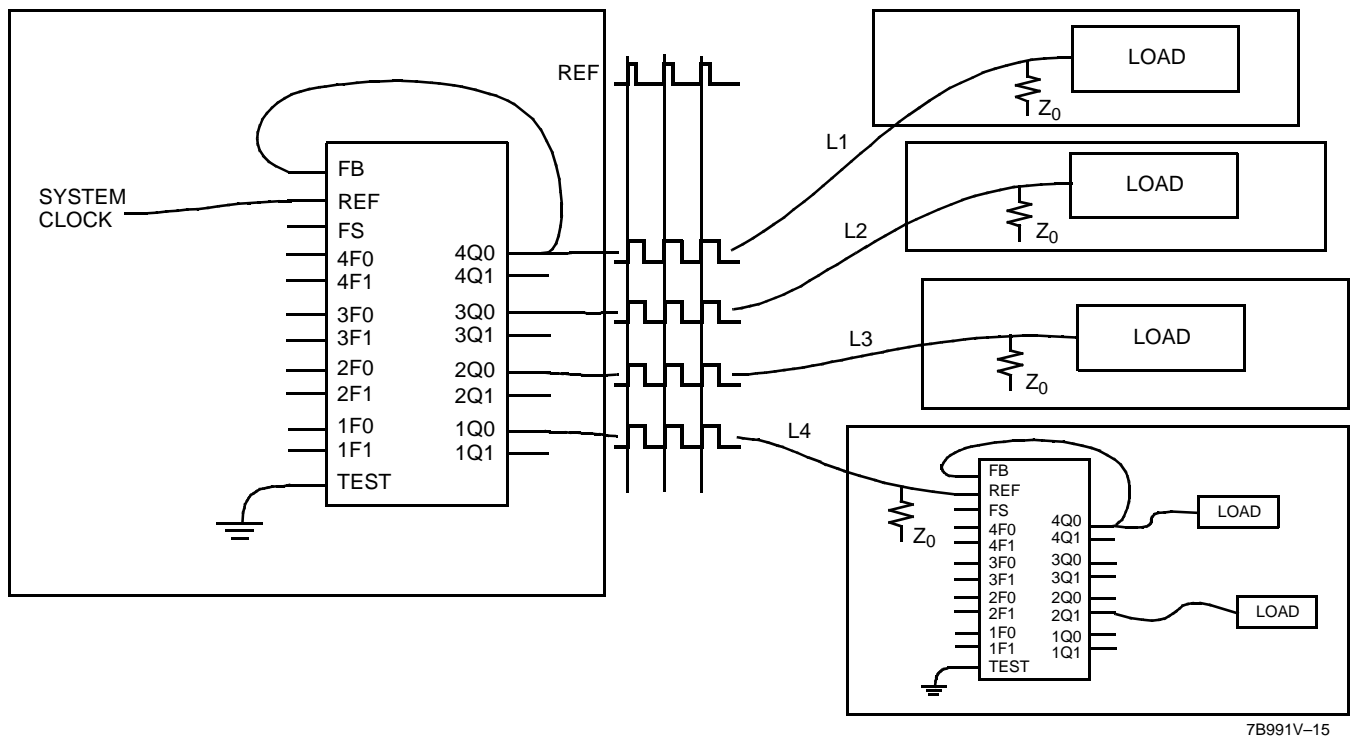 REF
SYSTEM
CLOCK
FB
REF
FS
4F0
4F1
3F0
3F1
2F0
2F1
1F0
1F1
TEST
4Q0
4Q1
3Q0
3Q1
2Q0
2Q1
1Q0
1Q1
L1
LOAD
Z0
L2
LOAD
Z0
L3
LOAD
Z0
L4
Z0
FB
REF
FS
4F0
4F1
3F0
3F1
2F0
2F1
1F0
1F1
TEST
4Q0
4Q1
3Q0
3Q1
2Q0
2Q1
1Q0
1Q1
LOAD
LOAD
7B991V–15